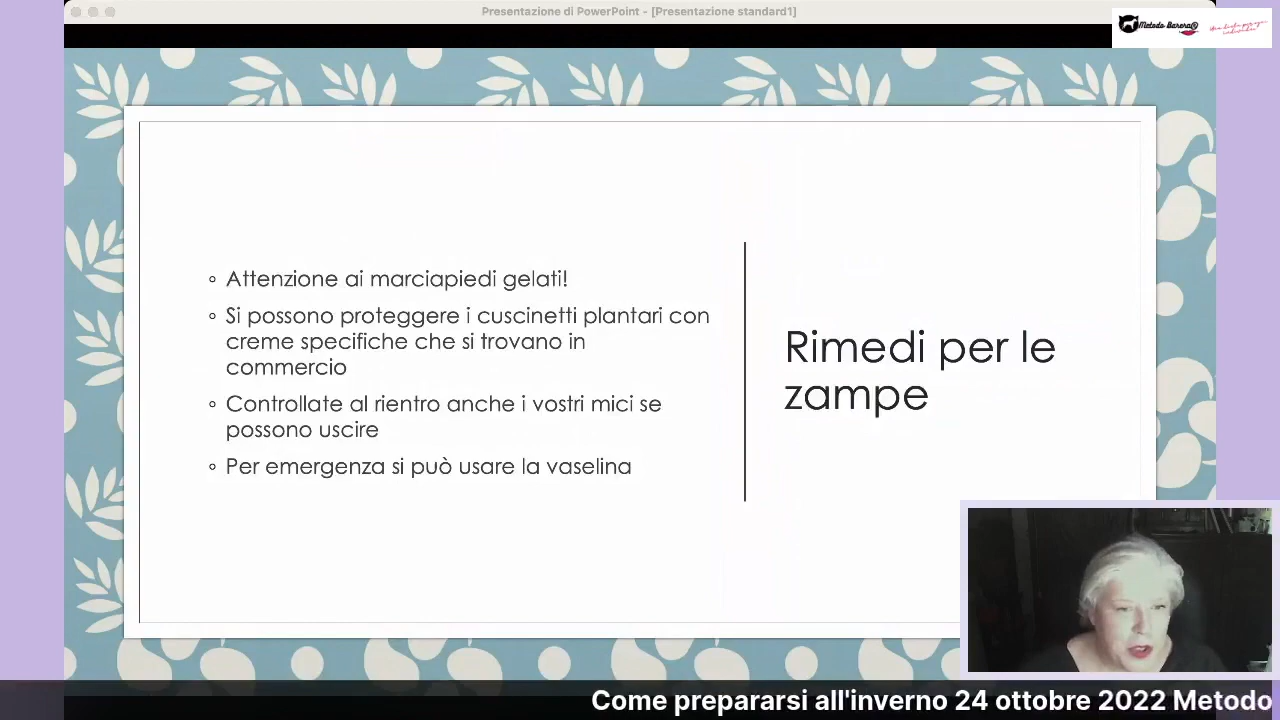 Presentazione di PowerPoint - [Presentazione standard1]
Metodo Barera®
Attenzione ai marciapiedi gelati!
Si possono proteggere i cuscinetti plantari con
creme specifiche che si trovano in
commercio
Controllate al rientro anche i vostri mici se
possono uscire
Per emergenza si può usare la vaselina
Rimedi per le
zampe
Come prepararsi all'inverno 24 ottobre 2022 Metodo